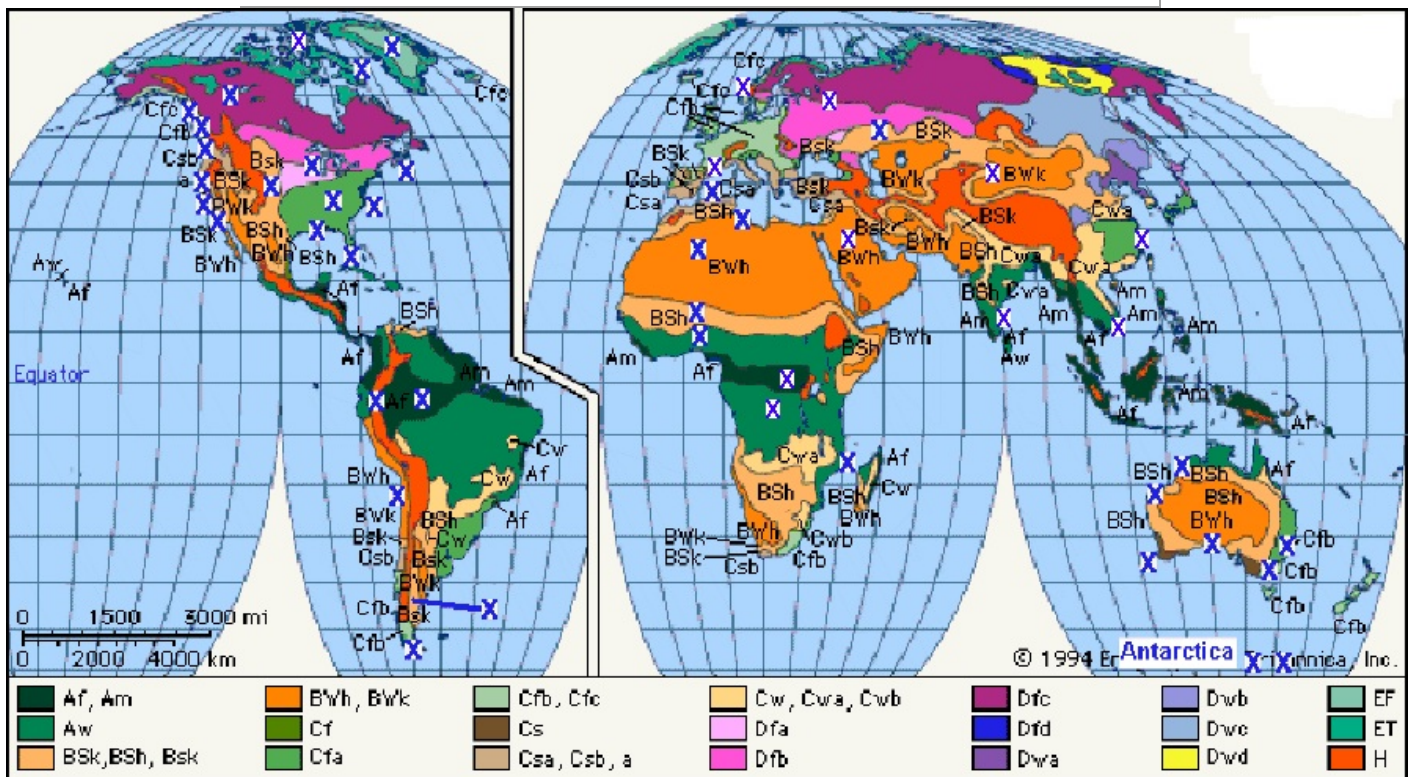 Cfc
Cfb
Csb
a
BSk
BWk
BSk
BWh
Bsk
BSh
BWh
BSh
Cfc
Aw
Af
Af
BSh
Af
Am
Am
Af
Cw
Cw
Af
Af
BWh
BWk
Bsk
Csb
BSh
Cw
Bsk
BWk
Cfb
Bsk
Cfb
Equator
0 1500 3000 mi
0 2000 4000 km
Cfc
Cfc
Cfb
BSk
Csb
Csa
Csa
BSh
Bsk
Bsk
Csa
BSk
BWk
BWk
BSk
Cwa
Bsk
BWh
BWh
BWh
BSh
Cwa
Cwa
BSh
Cwa
Am
Am
Am
Am
Am
Af
Af
Aw
BSh
BWh
BSh
Am
Af
Am
Af
Af
Cwa
BSh
Af
Cw
BSh
BWh
BWh
BWk
BSk
Csb
Cwb
Cfb
BSh
BSh
Af
BSh
BSh
BWh
Cfb
Cfb
Cfb
Cfb
Antarctica
© 1994 Inc.
Af, Am
Aw
BSk,BSh, Bsk
BWh, BWk
Cf
Cfa
Cfb, Cfc
Cs
Csa, Csb, a
Cw, Cwa, Cwb
Dfa
Dfb
Dfc
Dfd
Dwa
Dwb
Dwc
Dwd
EF
ET
H